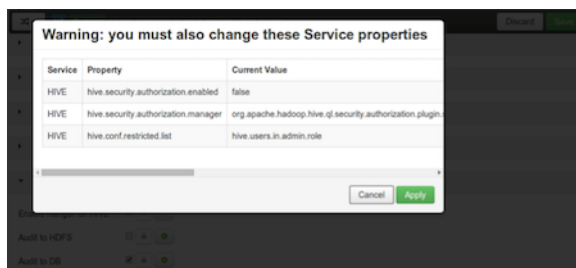 Discard Save
Warning: you must also change these Service properties
Service Property Current Value
HIVE hive.security.authorization.enabled false
HIVE hive.security.authorization.manager org.apache.hadoop.hive.ql.security.authorization.plugin.
HIVE hive.conf.restricted.list hive.users.in.admin.role
Cancel Apply
Audit to HDFS
Audit to DB